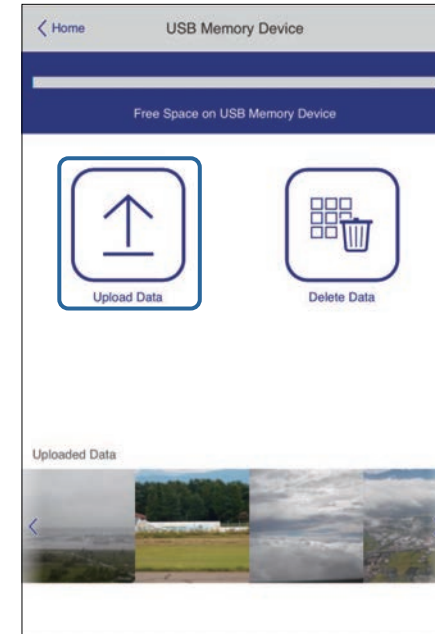 Home
USB Memory Device
Free Space on USB Memory Device
Upload Data
Delete Data
Uploaded Data